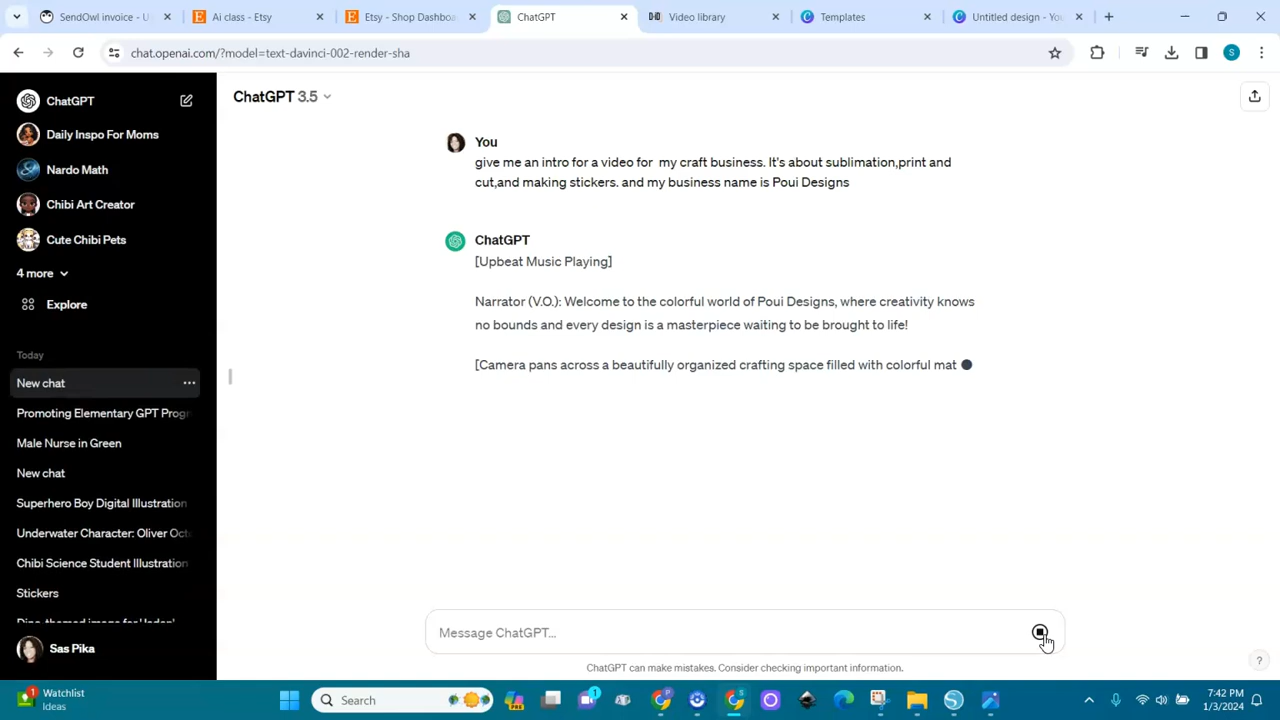 SendOwl invoice - U
Ai class - Etsy
Etsy - Shop Dashboa
ChatGPT
Video library
Templates
Untitled design - You
chat.openai.com/?model=text-davinci-002-render-sha
S
ChatGPT
Daily Inspo For Moms
Nardo Math
Chibi Art Creator
Cute Chibi Pets
4 more
Explore
Today
New chat
Promoting Elementary GPT Progr
Male Nurse in Green
New chat
Superhero Boy Digital Illustration
Underwater Character: Oliver Octo
Chibi Science Student Illustration
Stickers
Sas Pika
ChatGPT 3.5
You
give me an intro for a video for my craft business. It's about sublimation,print and
cut,and making stickers. and my business name is Poui Designs
ChatGPT
[Upbeat Music Playing]
Narrator (V.O.): Welcome to the colorful world of Poui Designs, where creativity knows
no bounds and every design is a masterpiece waiting to be brought to life!
[Camera pans across a beautifully organized crafting space filled with colorful mat
Message ChatGPT...
ChatGPT can make mistakes. Consider checking important information.
?
1
Watchlist
Ideas
Search
1
7:42 PM
1/3/2024